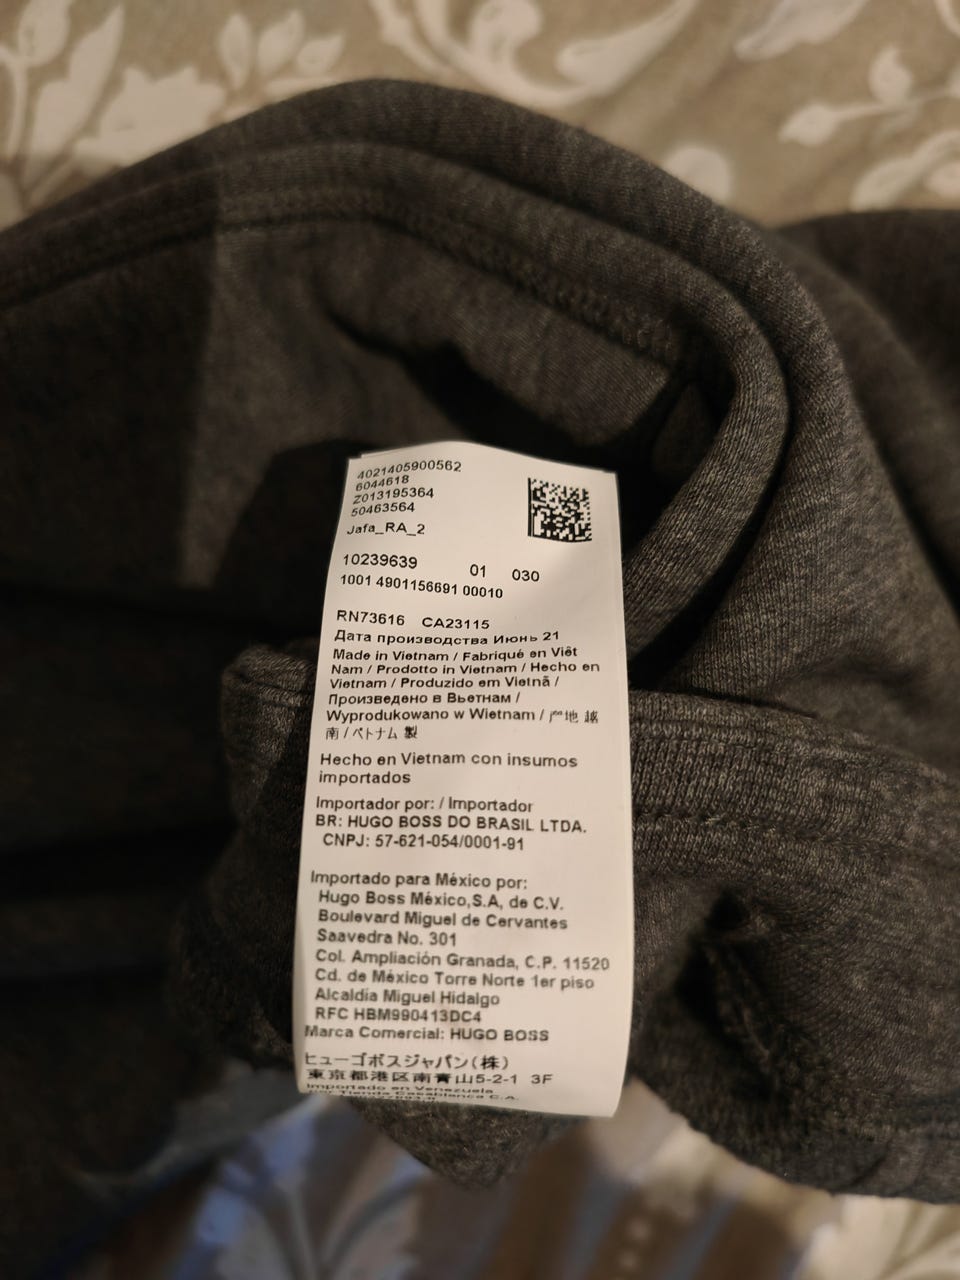 4021405900562
6044618
Z013195364
50463564
Jafa_RA_2
10239639 01 030
1001 4901156691 00010
RN73616 CA23115
Дата производства Июнь 21
Made in Vietnam / Fabriqué en Viêt
Nam / Prodotto in Vietnam / Hecho en
Vietnam / Produzido em Vietnã /
Произведено в Вьетнам /
Wyprodukowano w Wietnam / 产地 越
南 / ベトナム 製
Hecho en Vietnam con insumos
importados
Importador por: / Importador
BR: HUGO BOSS DO BRASIL LTDA.
CNPJ: 57-621-054/0001-91
Importado para México por:
Hugo Boss México,S.A, de C.V.
Boulevard Miguel de Cervantes
Saavedra No. 301
Col. Ampliación Granada, C.P. 11520
Cd. de México Torre Norte 1er piso
Alcaldía Miguel Hidalgo
RFC HBM990413DC4
Marca Comercial: HUGO BOSS
ヒューゴボスジャパン(株)
東京都港区南青山5-2-1 3F
Importado en Venezuela
por Tienda Casablanca C.A.